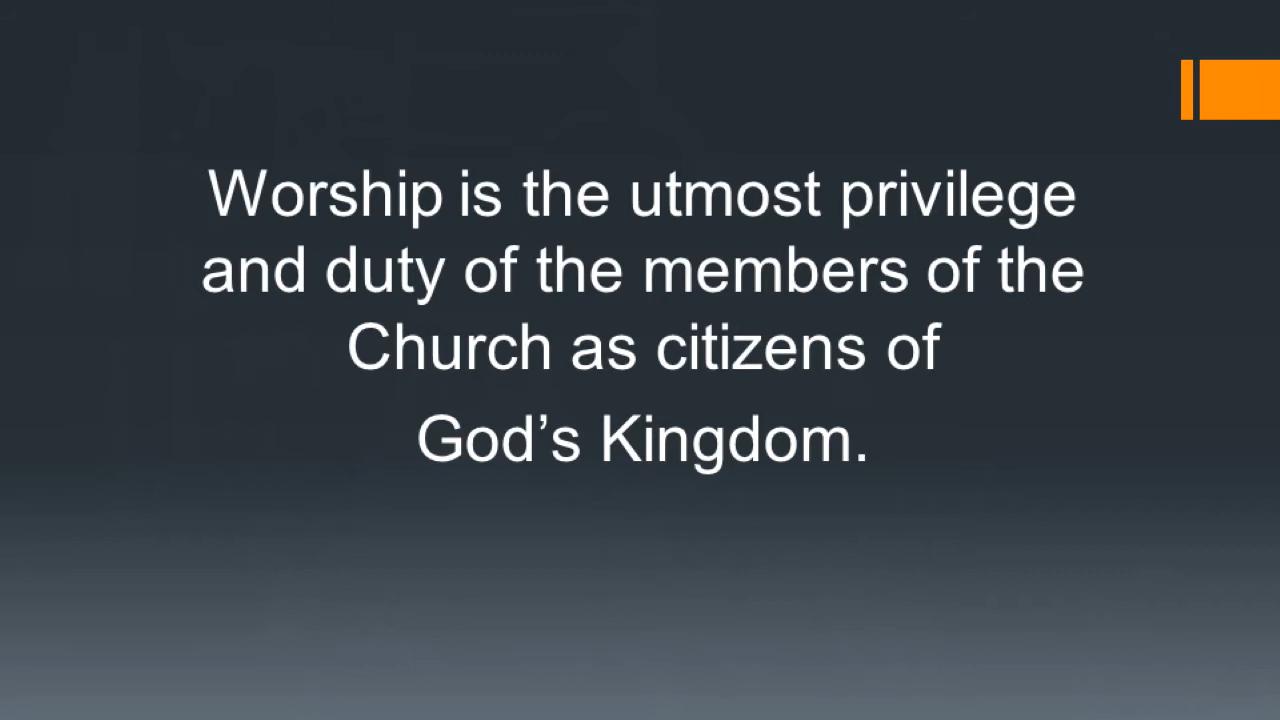 Worship is the utmost privilege
and duty of the members of the
Church as citizens of
God’s Kingdom.